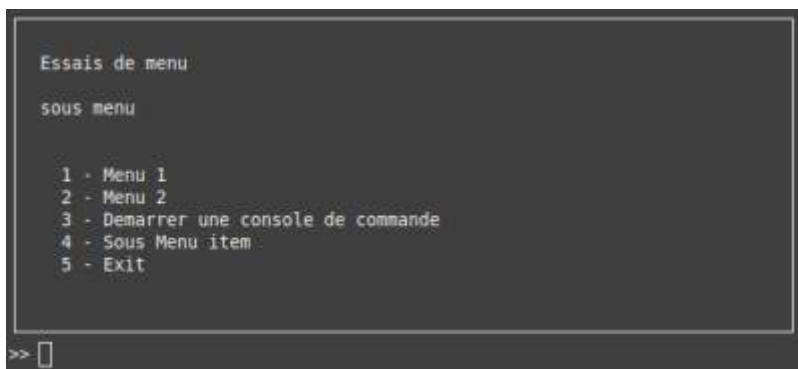 Essais de menu
sous menu
1 - Menu 1
2 - Menu 2
3 - Demarrer une console de commande
4 - Sous Menu item
5 - Exit
>>